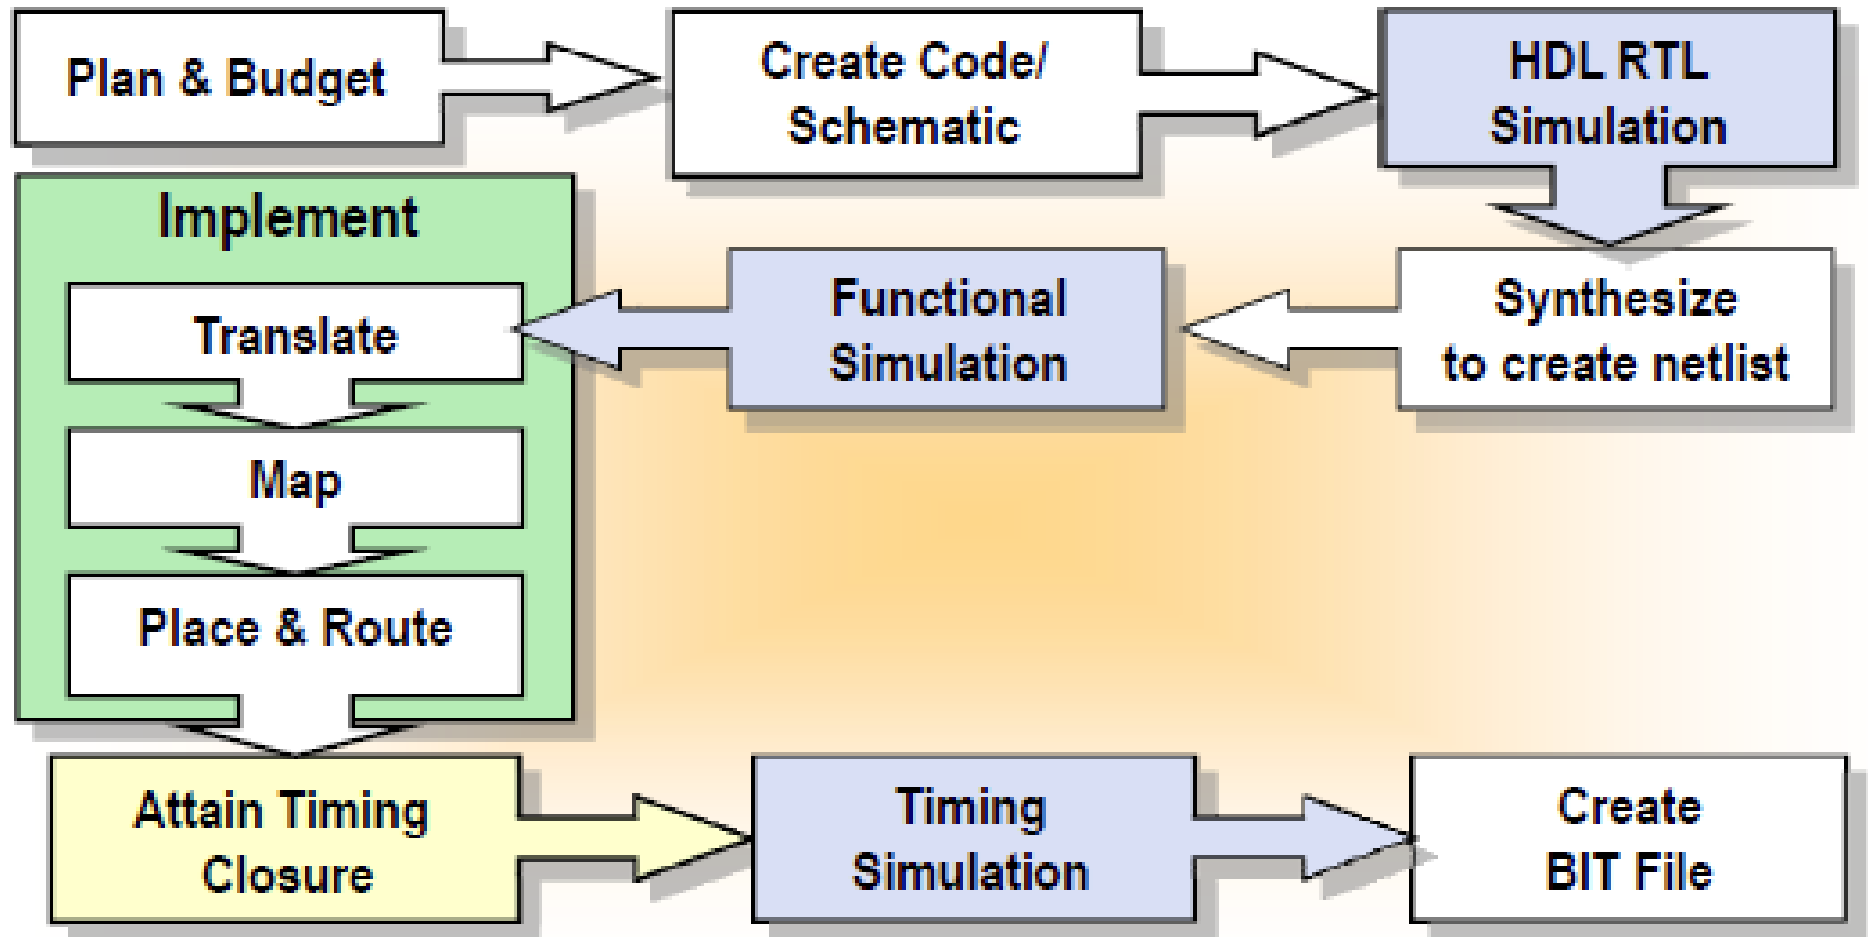 Plan & Budget
Create Code/
Schematic
HDL RTL
Simulation
Synthesize
to create netlist
Functional
Simulation
Implement
Translate
Map
Place & Route
Attain Timing
Closure
Timing
Simulation
Create
BIT File